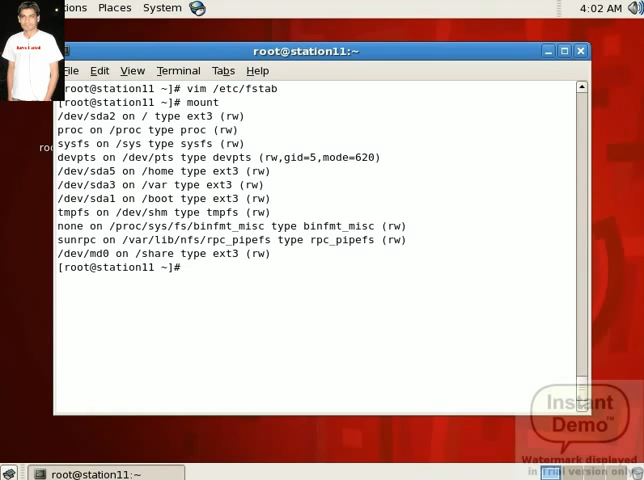 tions Places System 4:02 AM
root@station11:~
File Edit View Terminal Tabs Help
[root@station11 ~]# vim /etc/fstab
[root@station11 ~]# mount
/dev/sda2 on / type ext3 (rw)
proc on /proc type proc (rw)
sysfs on /sys type sysfs (rw)
devpts on /dev/pts type devpts (rw,gid=5,mode=620)
/dev/sda5 on /home type ext3 (rw)
/dev/sda3 on /var type ext3 (rw)
/dev/sda1 on /boot type ext3 (rw)
tmpfs on /dev/shm type tmpfs (rw)
none on /proc/sys/fs/binfmt_misc type binfmt_misc (rw)
sunrpc on /var/lib/nfs/rpc_pipefs type rpc_pipefs (rw)
/dev/md0 on /share type ext3 (rw)
[root@station11 ~]#
roo
Instant
Demo™
Watermark displayed
in Trial version only
root@station11:~